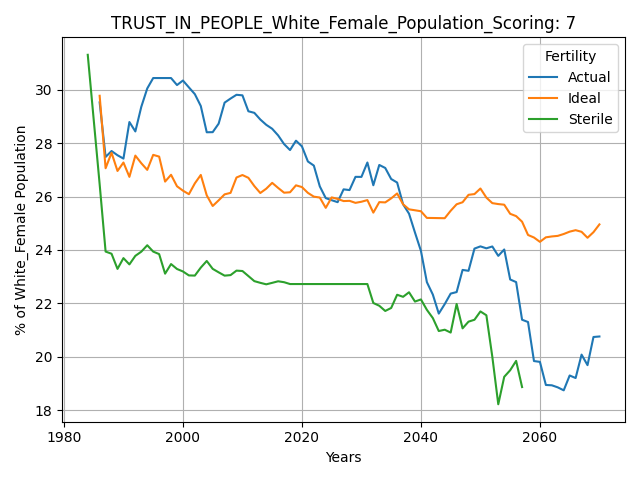 TRUST_IN_PEOPLE_White_Female_Population_Scoring: 7
Fertility
Actual
Ideal
Sterile
% of White_Female Population
30
28
26
24
22
20
18
1980 2000 2020 2040 2060
Years